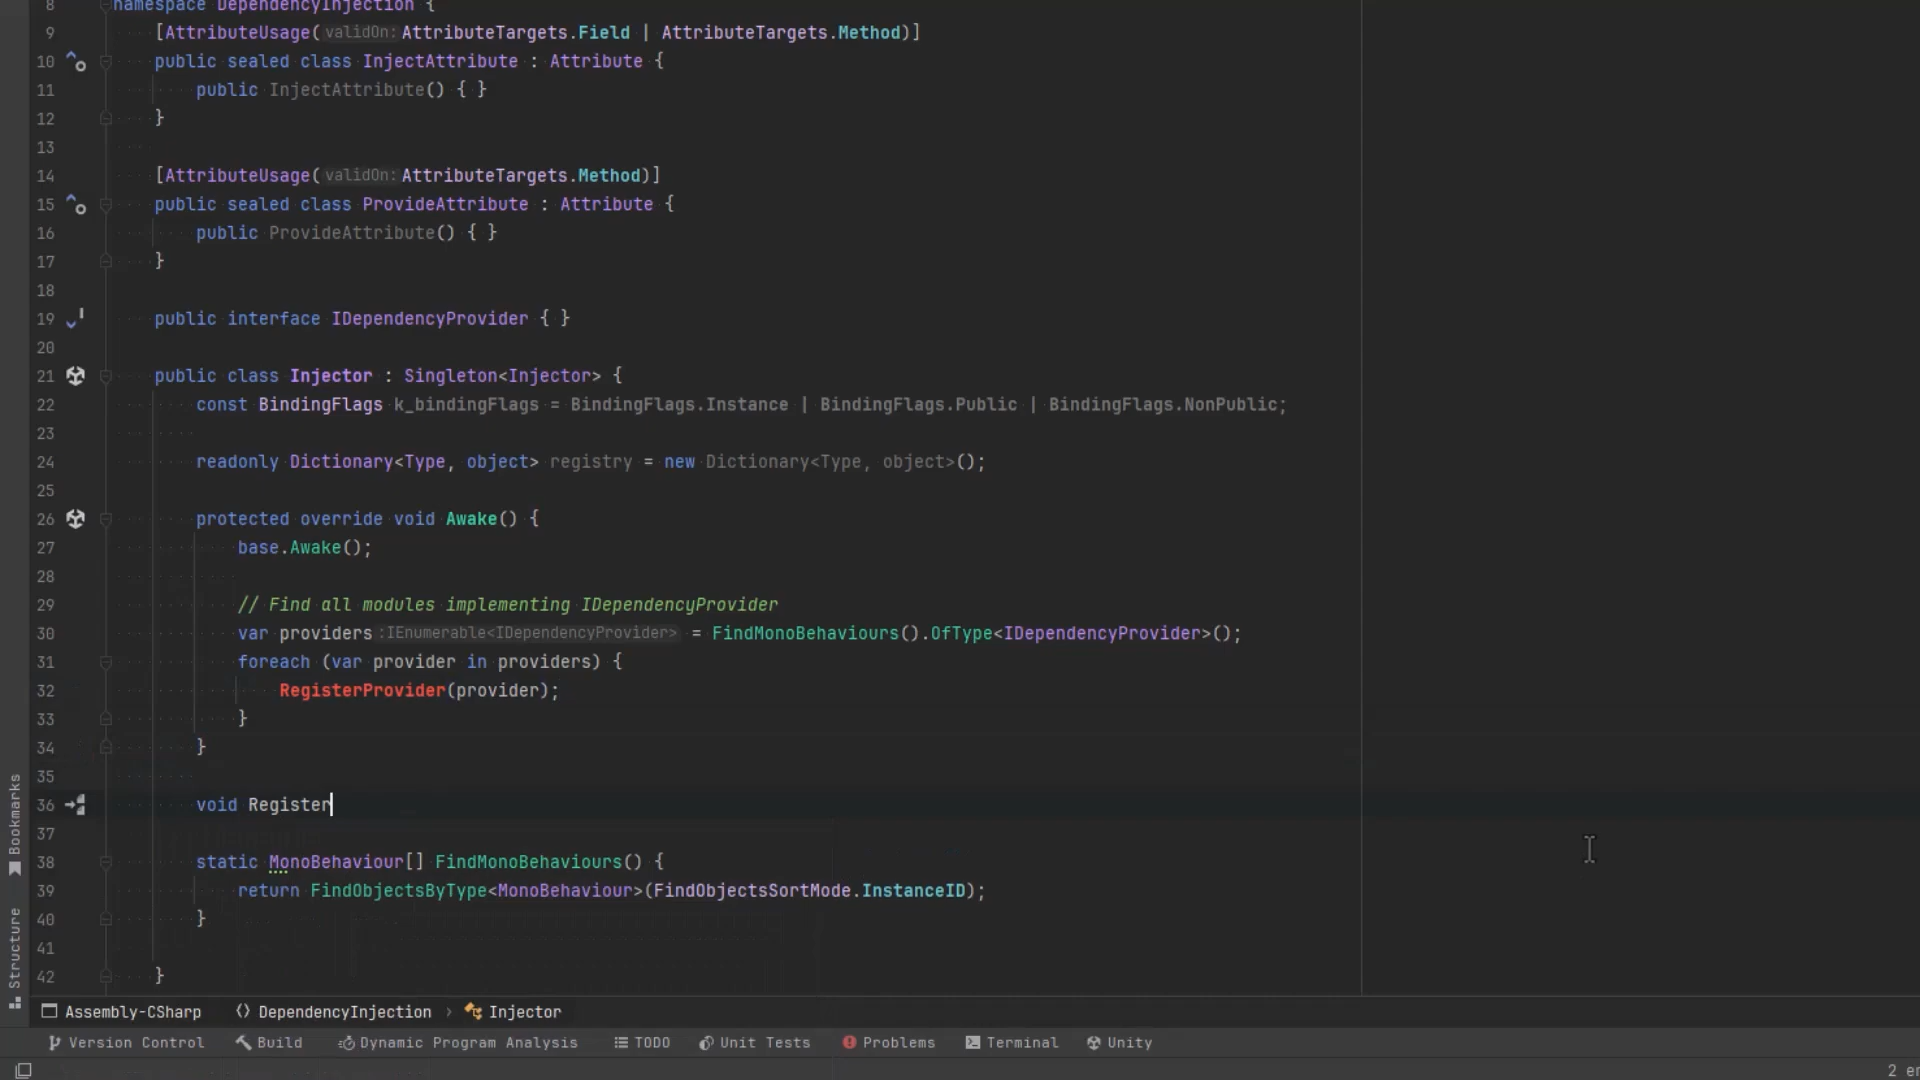 8 namespace DependencyInjection {
9 [AttributeUsage(validOn:AttributeTargets.Field | AttributeTargets.Method)]
10 public sealed class InjectAttribute : Attribute {
11 public InjectAttribute() { }
12 }
13
14 [AttributeUsage(validOn:AttributeTargets.Method)]
15 public sealed class ProvideAttribute : Attribute {
16 public ProvideAttribute() { }
17 }
18
19 public interface IDependencyProvider { }
20
21 public class Injector : Singleton<Injector> {
22 const BindingFlags k_bindingFlags = BindingFlags.Instance | BindingFlags.Public | BindingFlags.NonPublic;
23
24 readonly Dictionary<Type, object> registry = new Dictionary<Type, object>();
25
26 protected override void Awake() {
27 base.Awake();
28
29 // Find all modules implementing IDependencyProvider
30 var providers :IEnumerable<IDependencyProvider> = FindMonoBehaviours().OfType<IDependencyProvider>();
31 foreach (var provider in providers) {
32 RegisterProvider(provider);
33 }
34 }
35
36 void Register
37
38 static MonoBehaviour[] FindMonoBehaviours() {
39 return FindObjectsByType<MonoBehaviour>(FindObjectsSortMode.InstanceID);
40 }
41
42 }
Bookmarks
Structure
Assembly-CSharp DependencyInjection › Injector
Version Control Build Dynamic Program Analysis TODO Unit Tests Problems Terminal Unity
2